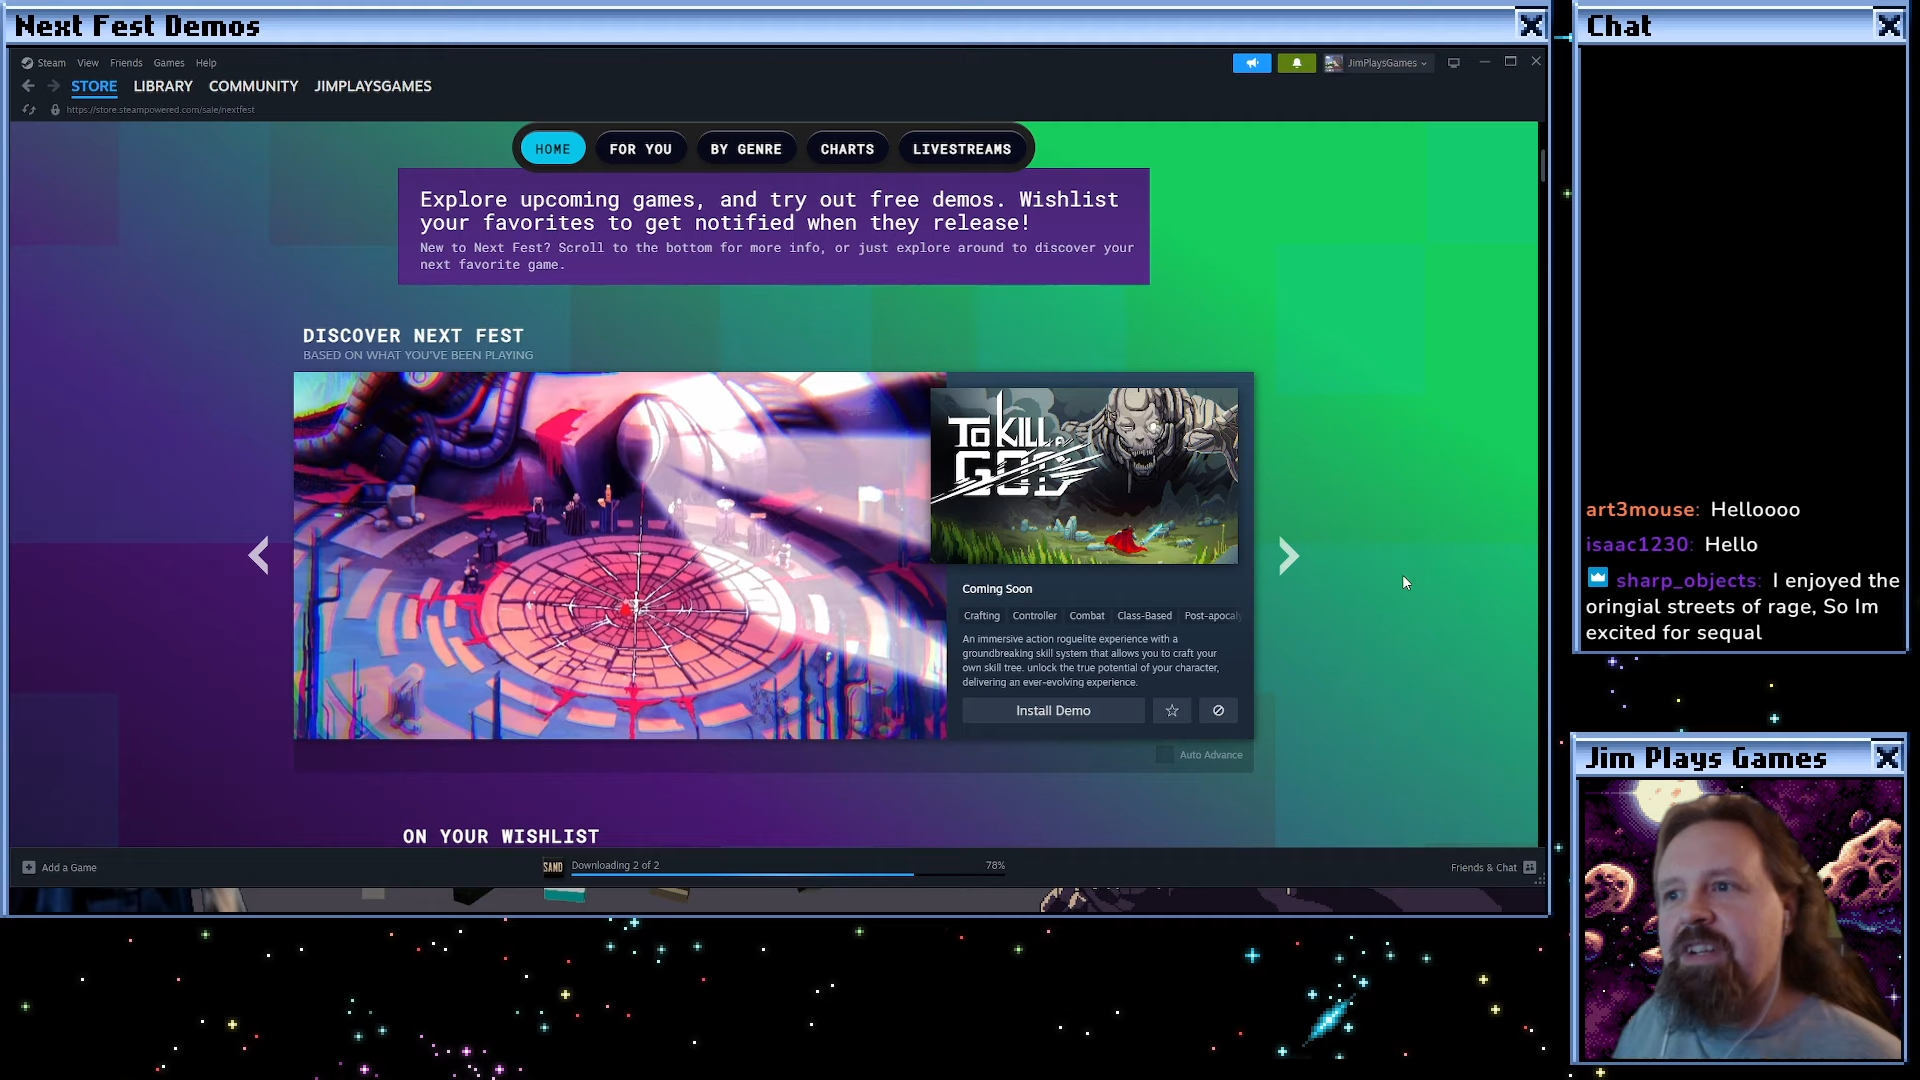 Next Fest Demos
Steam View Friends Games Help
JimPlaysGames
STORE LIBRARY COMMUNITY JIMPLAYSGAMES
https://store.steampowered.com/sale/nextfest
HOME FOR YOU BY GENRE CHARTS LIVESTREAMS
Explore upcoming games, and try out free demos. Wishlist
your favorites to get notified when they release!
New to Next Fest? Scroll to the bottom for more info, or just explore around to discover your
next favorite game.
DISCOVER NEXT FEST
BASED ON WHAT YOU'VE BEEN PLAYING
TO KILL A
GOD
Coming Soon
Crafting Controller Combat Class-Based Post-apocaly
An immersive action roguelite experience with a
groundbreaking skill system that allows you to craft your
own skill tree. unlock the true potential of your character,
delivering an ever-evolving experience.
Install Demo
Auto Advance
ON YOUR WISHLIST
Add a Game
SAND
Downloading 2 of 2
78%
Friends & Chat
Chat
art3mouse: Helloooo
isaac1230: Hello
sharp_objects: I enjoyed the
oringial streets of rage, So Im
excited for sequal
Jim Plays Games